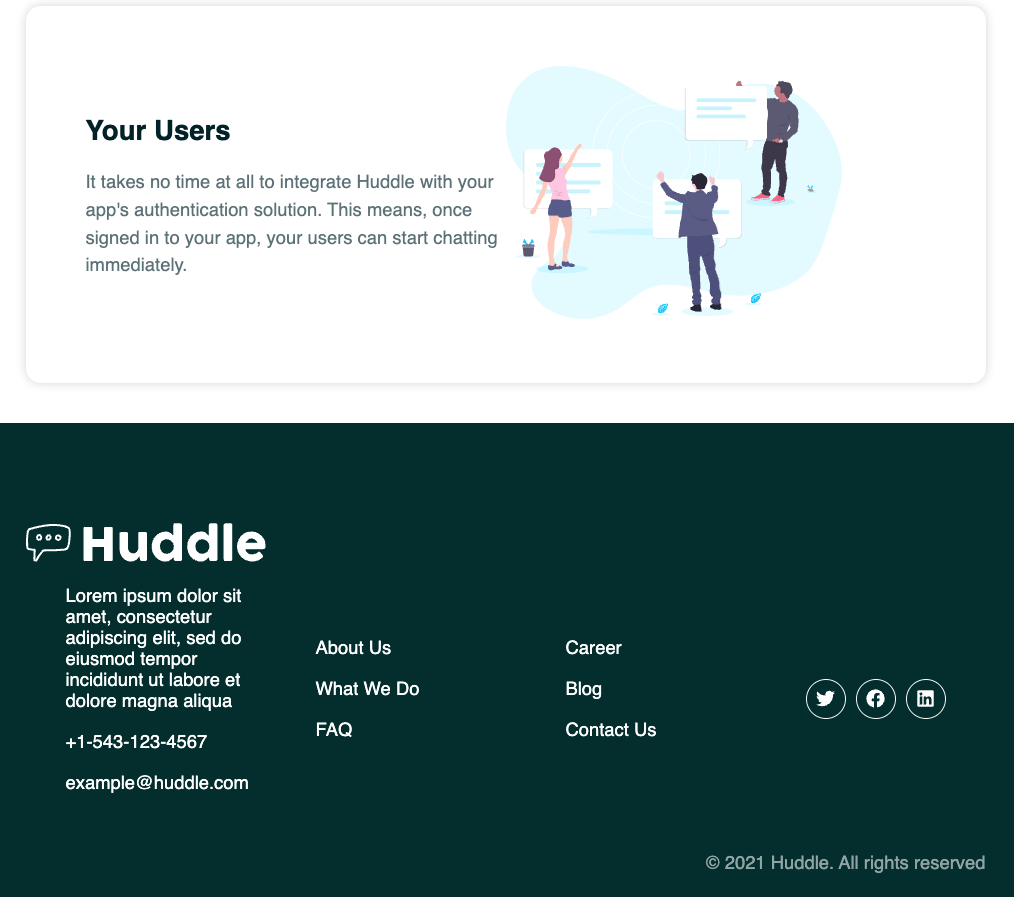 Your Users
It takes no time at all to integrate Huddle with your
app's authentication solution. This means, once
signed in to your app, your users can start chatting
immediately.
Huddle
Lorem ipsum dolor sit
amet, consectetur
adipiscing elit, sed do
eiusmod tempor
incididunt ut labore et
dolore magna aliqua
+1-543-123-4567
example@huddle.com
About Us
What We Do
FAQ
Career
Blog
Contact Us
© 2021 Huddle. All rights reserved